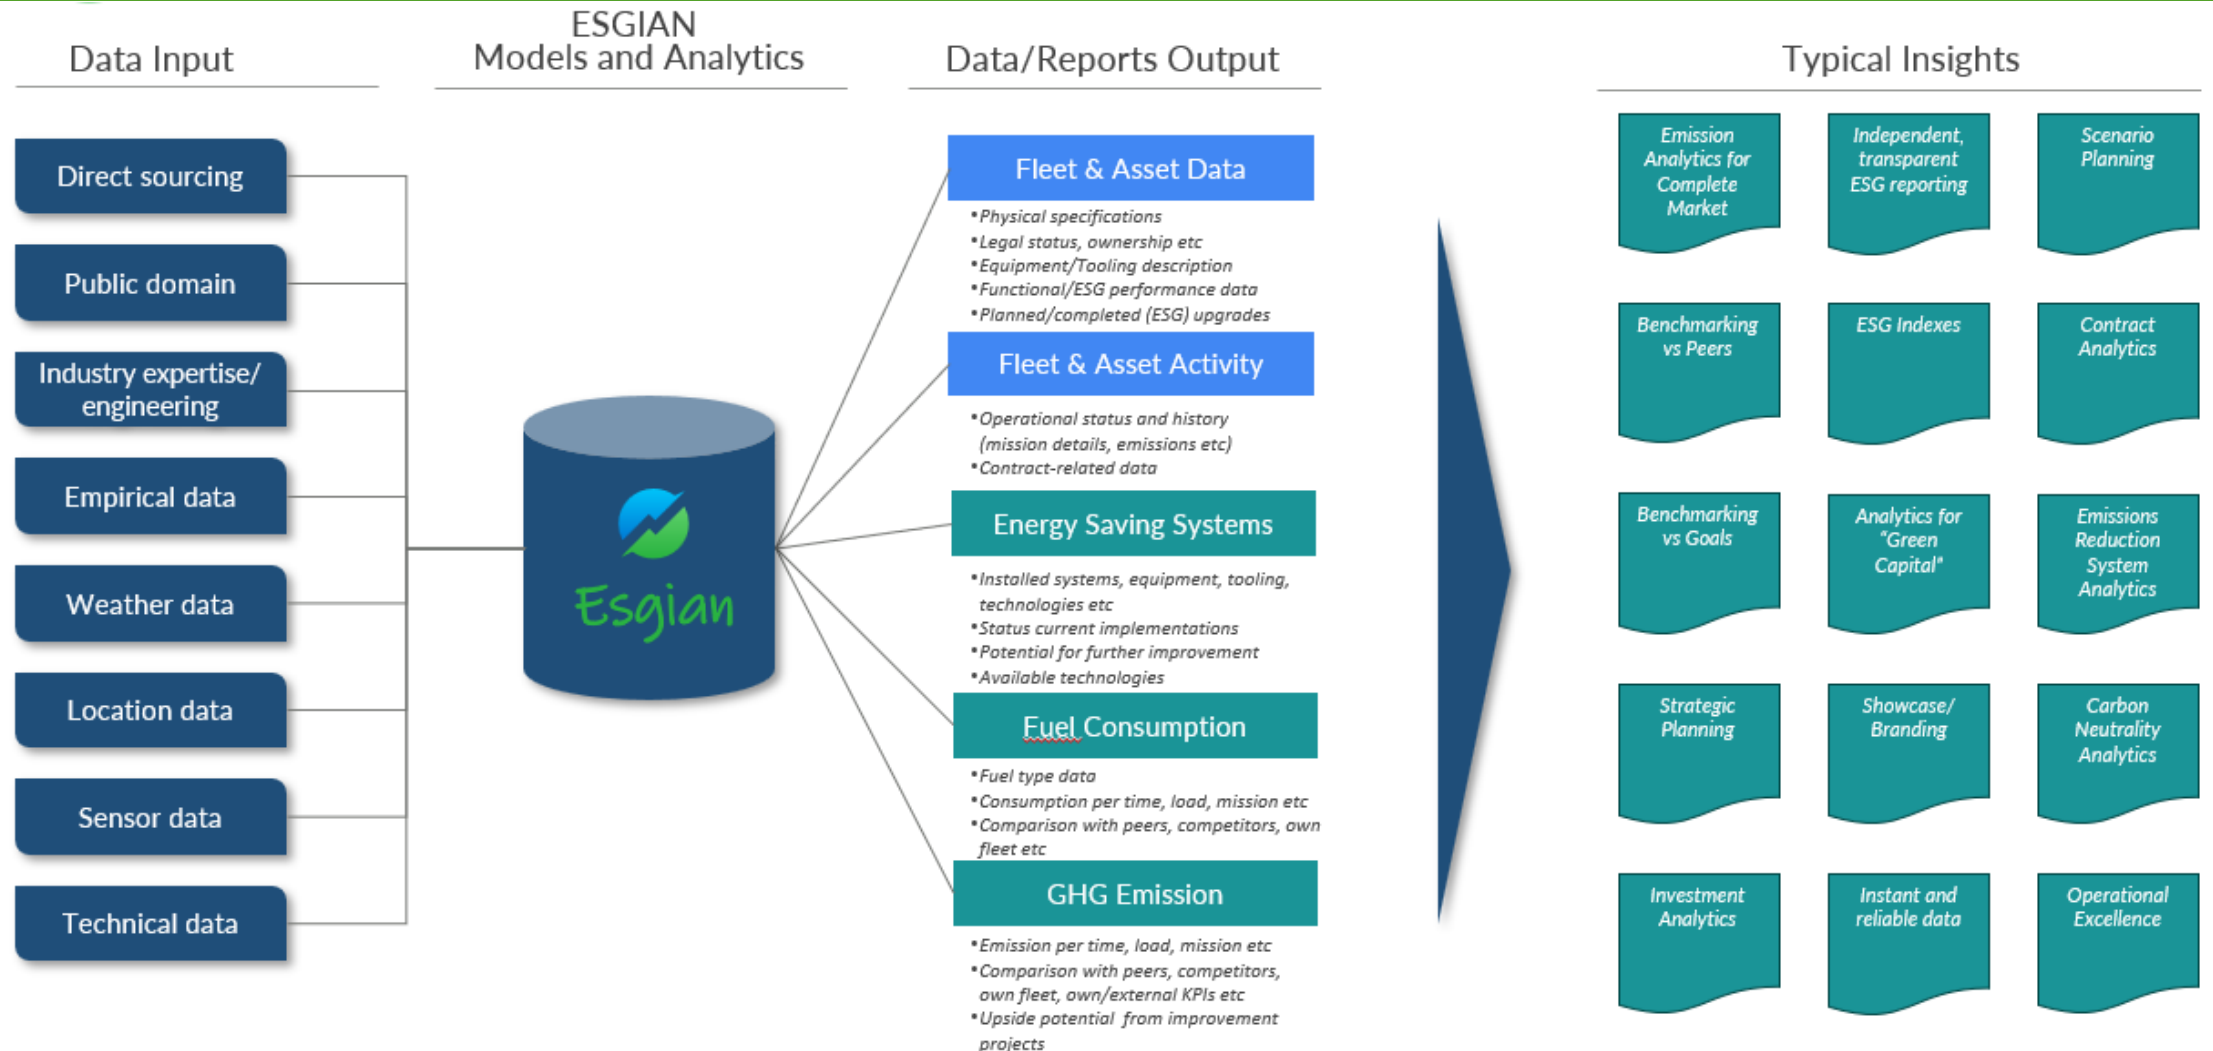 Data Input
ESGIAN
Models and Analytics
Data/Reports Output
Typical Insights
Direct sourcing
Public domain
Industry expertise/
engineering
Empirical data
Weather data
Location data
Sensor data
Technical data
Esgian
Fleet & Asset Data
•Physical specifications
•Legal status, ownership etc
•Equipment/Tooling description
•Functional/ESG performance data
•Planned/completed (ESG) upgrades
Fleet & Asset Activity
•Operational status and history
(mission details, emissions etc)
•Contract-related data
Energy Saving Systems
•Installed systems, equipment, tooling,
technologies etc
•Status current implementations
•Potential for further improvement
•Available technologies
Fuel Consumption
•Fuel type data
•Consumption per time, load, mission etc
•Comparison with peers, competitors, own
fleet etc
GHG Emission
•Emission per time, load, mission etc
•Comparison with peers, competitors,
own fleet, own/external KPIs etc
•Upside potential from improvement
projects
Emission
Analytics for
Complete
Market
Independent,
transparent
ESG reporting
Scenario
Planning
Benchmarking
vs Peers
ESG Indexes
Contract
Analytics
Benchmarking
vs Goals
Analytics for
"Green
Capital"
Emissions
Reduction
System
Analytics
Strategic
Planning
Showcase/
Branding
Carbon
Neutrality
Analytics
Investment
Analytics
Instant and
reliable data
Operational
Excellence